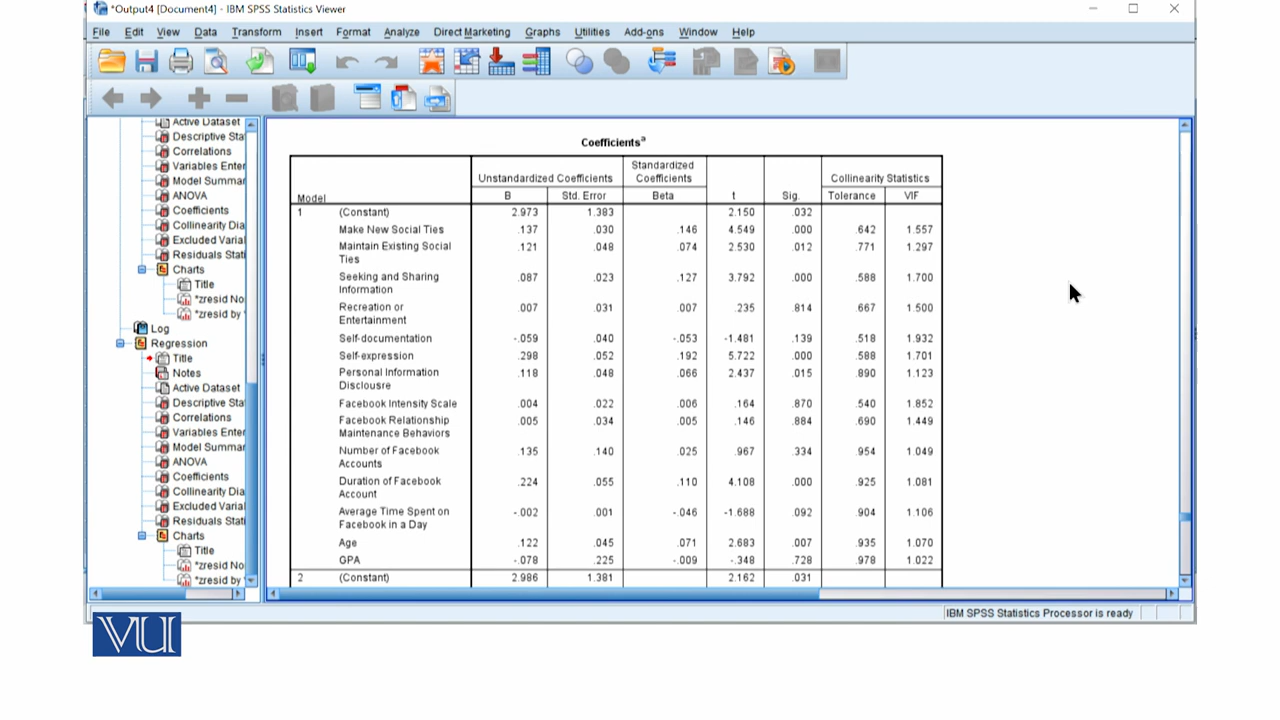 *Output4 [Document4] - IBM SPSS Statistics Viewer
File Edit View Data Transform Insert Format Analyze Direct Marketing Graphs Utilities Add-ons Window Help
Active Dataset
Descriptive Sta
Correlations
Variables Enter
Model Summar
ANOVA
Coefficients
Collinearity Dia
Excluded Varial
Residuals Stati
Charts
Title
*zresid No
*zresid by
Log
Regression
Title
Notes
Active Dataset
Descriptive Sta
Correlations
Variables Enter
Model Summar
ANOVA
Coefficients
Collinearity Dia
Excluded Varial
Residuals Stati
Charts
Title
*zresid No
*zresid by
Coefficientsa
Model Unstandardized Coefficients Standardized Coefficients t Sig. Collinearity Statistics
B Std. Error Beta Tolerance VIF
1 (Constant) 2.973 1.383 2.150 .032
Make New Social Ties .137 .030 .146 4.549 .000 .642 1.557
Maintain Existing Social .121 .048 .074 2.530 .012 .771 1.297
Ties
Seeking and Sharing .087 .023 .127 3.792 .000 .588 1.700
Information
Recreation or .007 .031 .007 .235 .814 .667 1.500
Entertainment
Self-documentation -.059 .040 -.053 -1.481 .139 .518 1.932
Self-expression .298 .052 .192 5.722 .000 .588 1.701
Personal Information .118 .048 .066 2.437 .015 .890 1.123
Disclousre
Facebook Intensity Scale .004 .022 .006 .164 .870 .540 1.852
Facebook Relationship .005 .034 .005 .146 .884 .690 1.449
Maintenance Behaviors
Number of Facebook .135 .140 .025 .967 .334 .954 1.049
Accounts
Duration of Facebook .224 .055 .110 4.108 .000 .925 1.081
Account
Average Time Spent on -.002 .001 -.046 -1.688 .092 .904 1.106
Facebook in a Day
Age .122 .045 .071 2.683 .007 .935 1.070
GPA -.078 .225 -.009 -.348 .728 .978 1.022
2 (Constant) 2.986 1.381 2.162 .031
IBM SPSS Statistics Processor is ready
VU